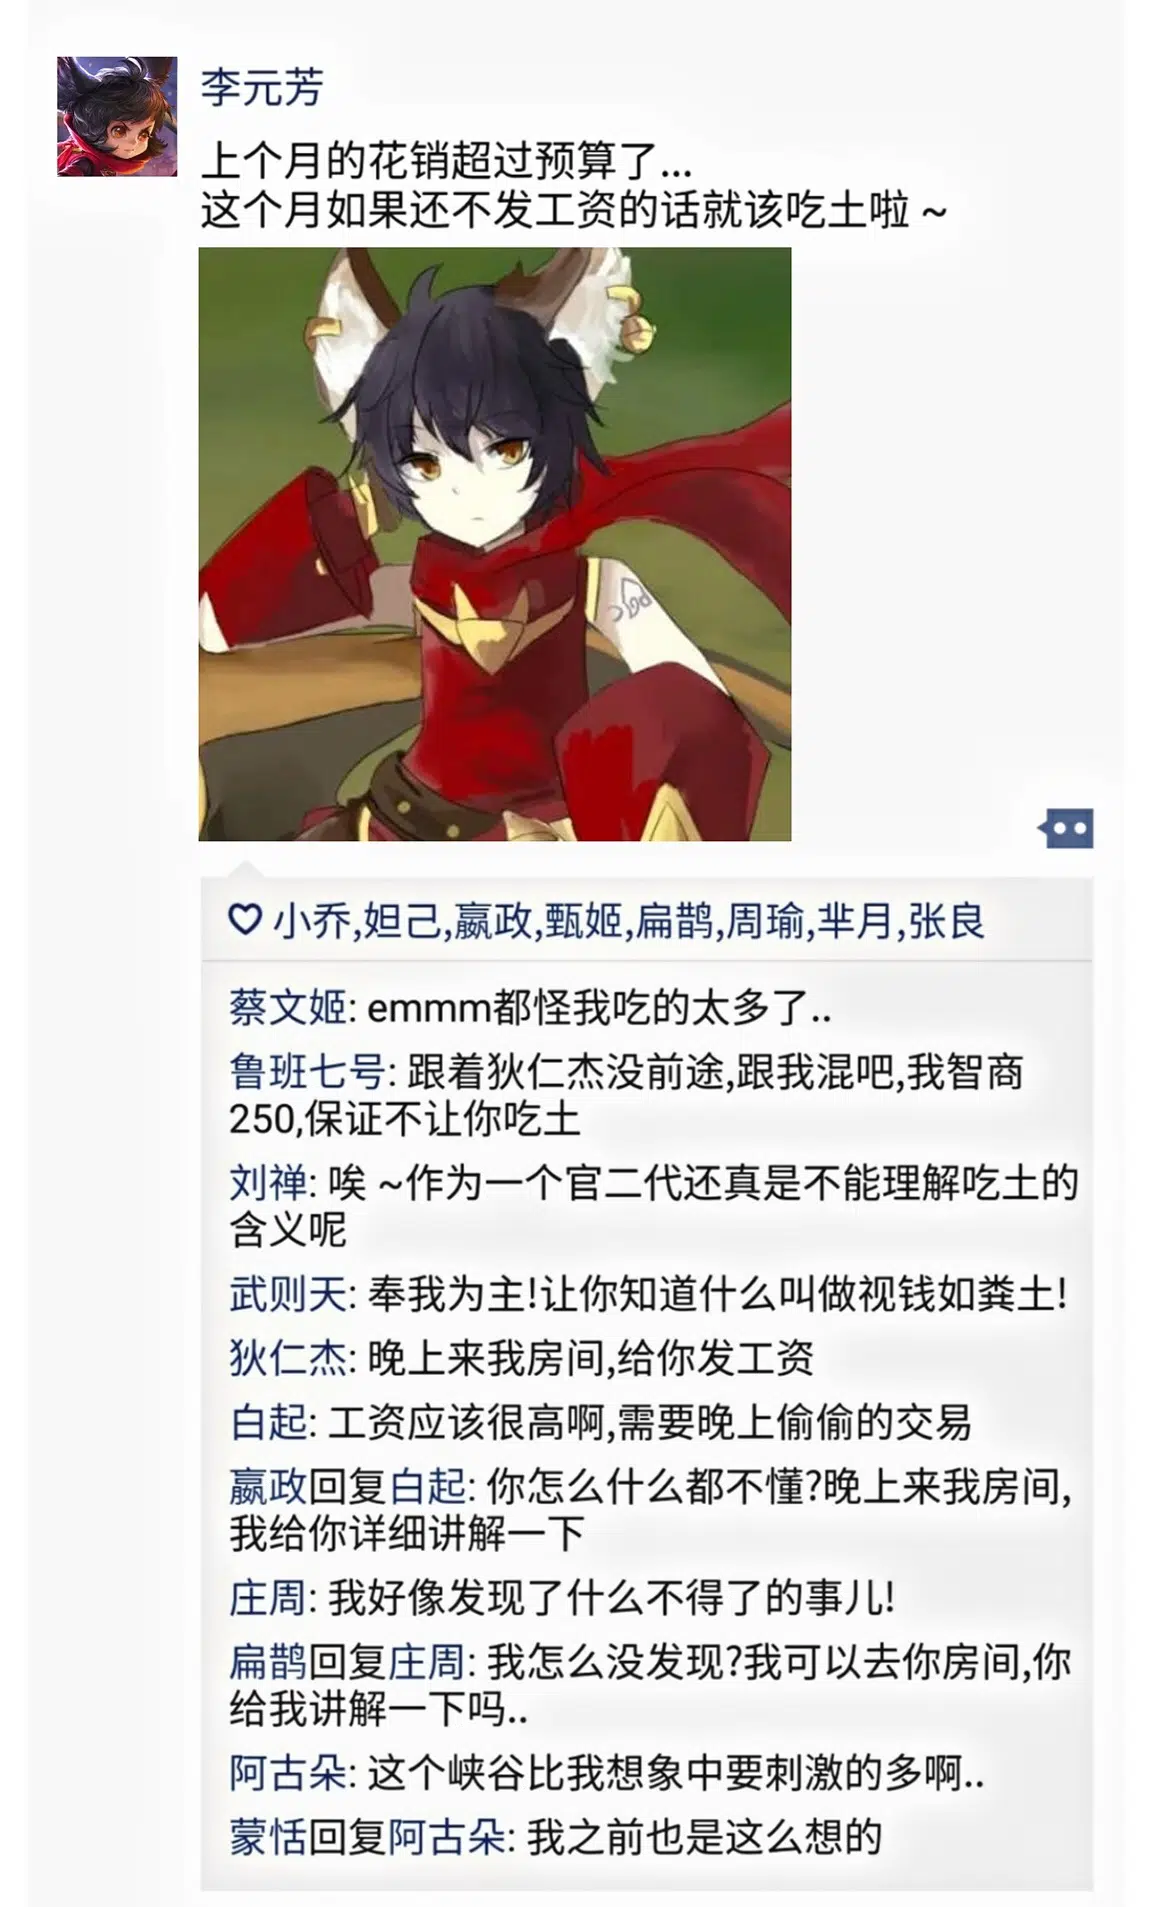 李元芳
上个月的花销超过预算了...
这个月如果还不发工资的话就该吃土啦 ~
小乔,妲己,嬴政,甄姬,扁鹊,周瑜,芈月,张良
蔡文姬: emmm都怪我吃的太多了..
鲁班七号: 跟着狄仁杰没前途,跟我混吧,我智商
250,保证不让你吃土
刘禅: 唉 ~作为一个官二代还真是不能理解吃土的
含义呢
武则天: 奉我为主!让你知道什么叫做视钱如粪土!
狄仁杰: 晚上来我房间,给你发工资
白起: 工资应该很高啊,需要晚上偷偷的交易
嬴政回复白起: 你怎么什么都不懂?晚上来我房间,
我给你详细讲解一下
庄周: 我好像发现了什么不得了的事儿!
扁鹊回复庄周: 我怎么没发现?我可以去你房间,你
给我讲解一下吗..
阿古朵: 这个峡谷比我想象中要刺激的多啊..
蒙恬回复阿古朵: 我之前也是这么想的